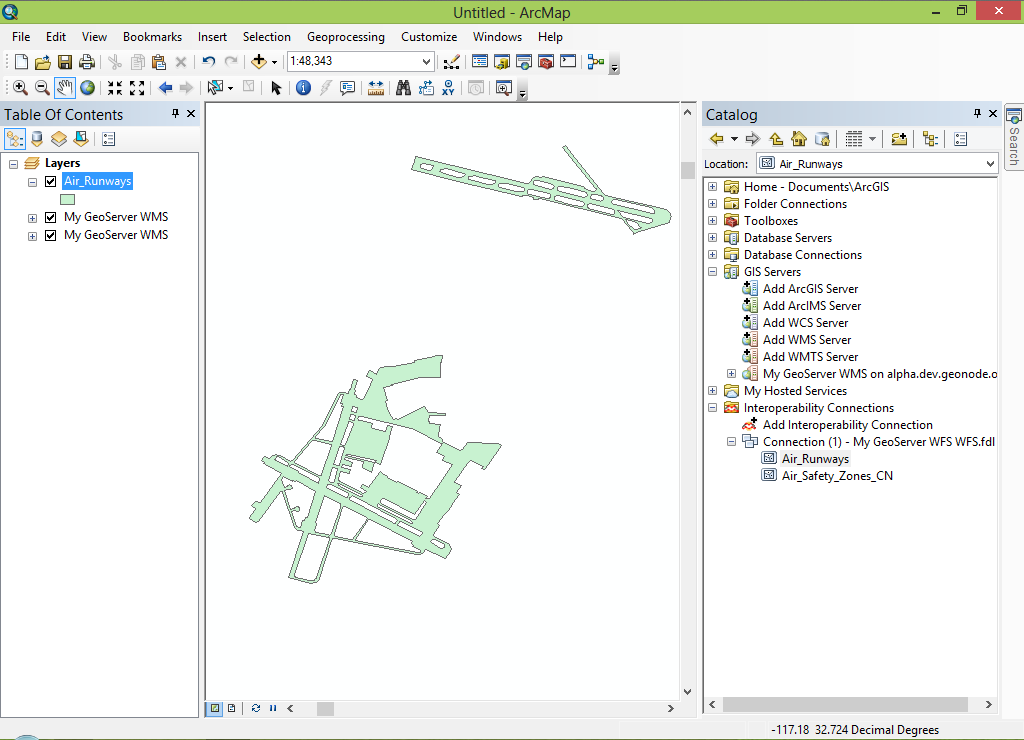 Untitled - ArcMap
File Edit View Bookmarks Insert Selection Geoprocessing Customize Windows Help
1:48,343
XY
Table Of Contents
Catalog
Search
Layers
Air_Runways
My GeoServer WMS
My GeoServer WMS
Location: Air_Runways
Home - Documents\ArcGIS
Folder Connections
Toolboxes
Database Servers
Database Connections
GIS Servers
Add ArcGIS Server
Add ArcIMS Server
Add WCS Server
Add WMS Server
Add WMTS Server
My GeoServer WMS on alpha.dev.geonode.o
My Hosted Services
Interoperability Connections
Add Interoperability Connection
Connection (1) - My GeoServer WFS WFS.fdl
Air_Runways
Air_Safety_Zones_CN
-117.18 32.724 Decimal Degrees